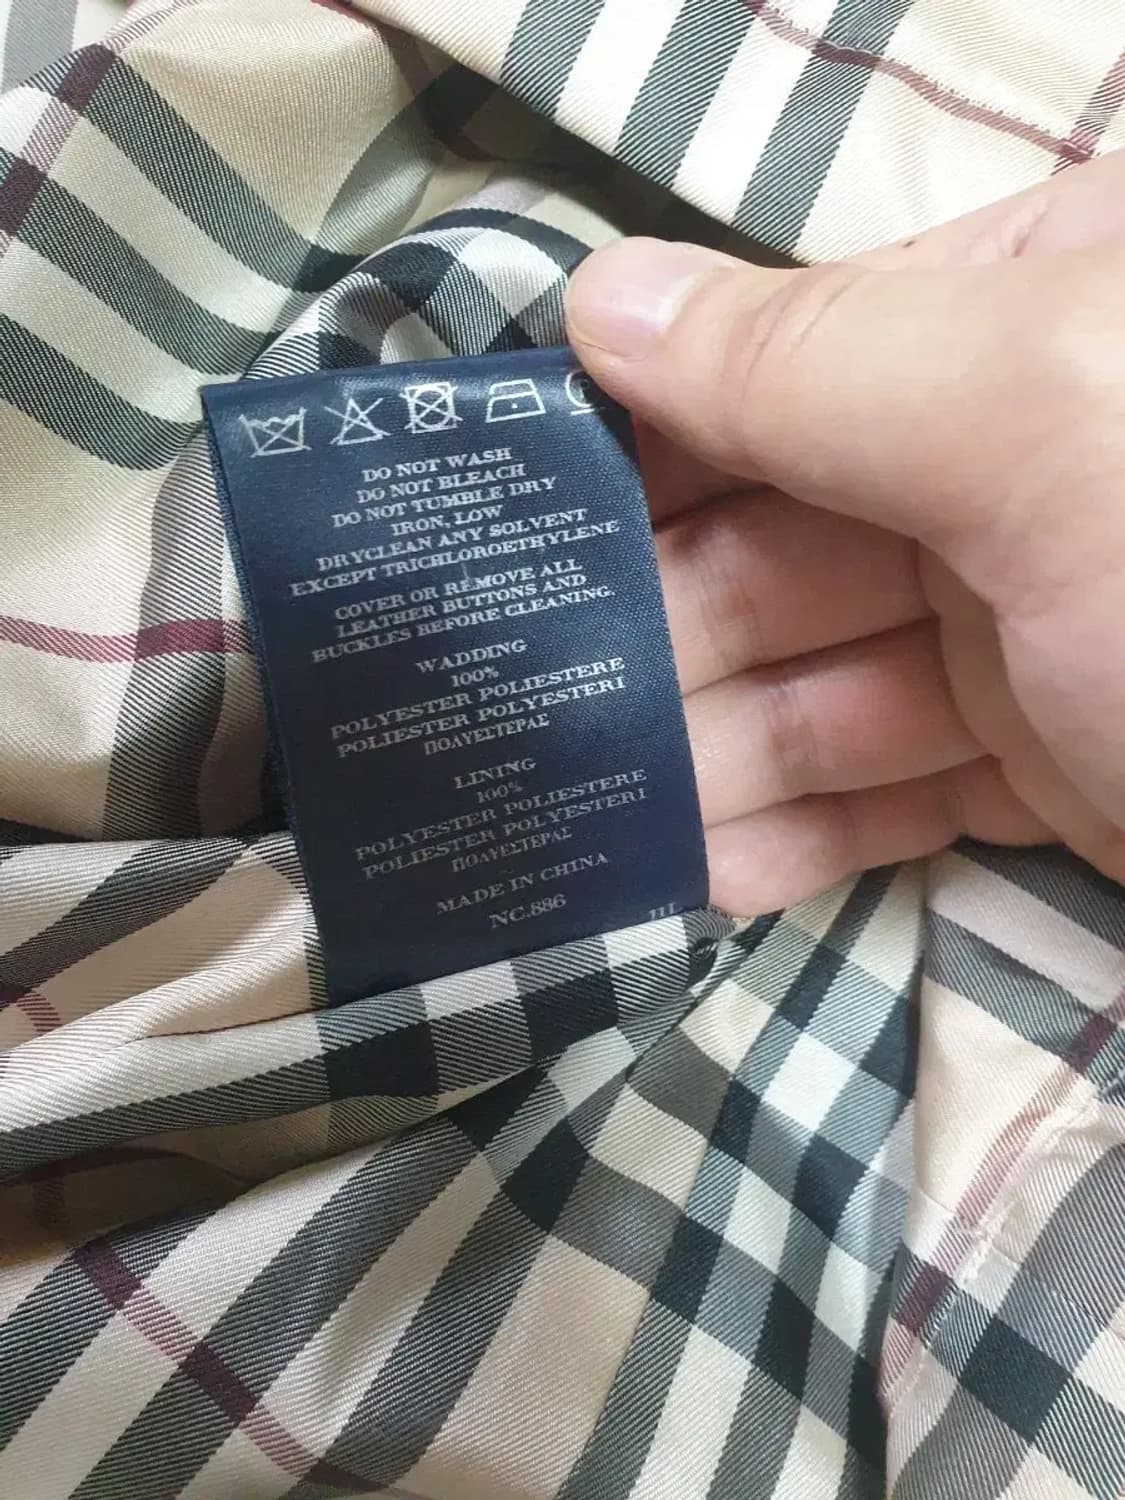 DO NOT WASH
DO NOT BLEACH
DO NOT TUMBLE DRY
IRON, LOW
DRYCLEAN ANY SOLVENT
EXCEPT TRICHLOROETHYLENE
COVER OR REMOVE ALL
LEATHER BUTTONS AND
BUCKLES BEFORE CLEANING.
WADDING
100%
POLYESTER POLIESTERE
POLIESTER POLYESTERI
ΠΟΛΥΕΣΤΕΡΑΣ
LINING
100%
POLYESTER POLIESTERE
POLIESTER POLYESTERI
ΠΟΛΥΕΣΤΕΡΑΣ
MADE IN CHINA
NC.886